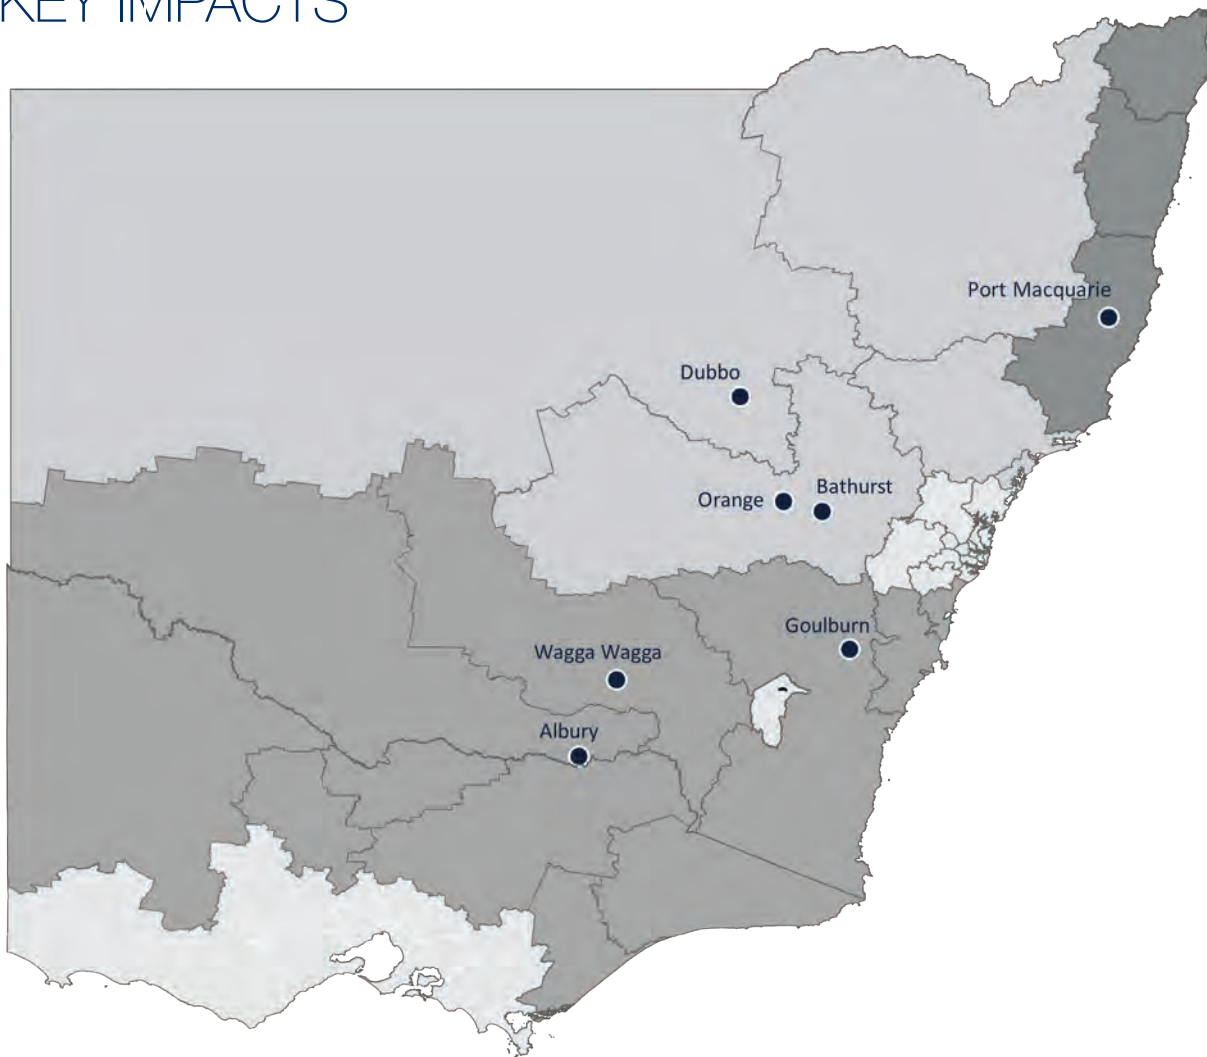 KEY IMPACTS
Port Macquarie
Dubbo
Orange
Bathurst
Goulburn
Wagga Wagga
Albury